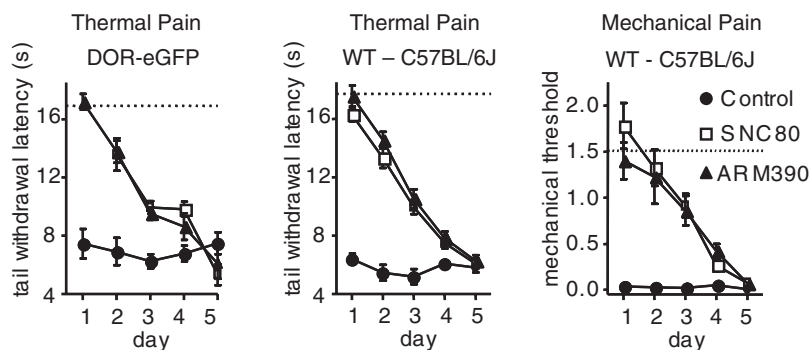 Thermal Pain
DOR-eGFP
tail withdrawal latency (s)
16
12
8
4
1 2 3 4 5
day
Thermal Pain
WT – C57BL/6J
tail withdrawal latency (s)
16
12
8
4
1 2 3 4 5
day
Mechanical Pain
WT - C57BL/6J
mechanical threshold
2.0
1.5
1.0
0.5
0.0
Control
SNC80
ARM390
1 2 3 4 5
day